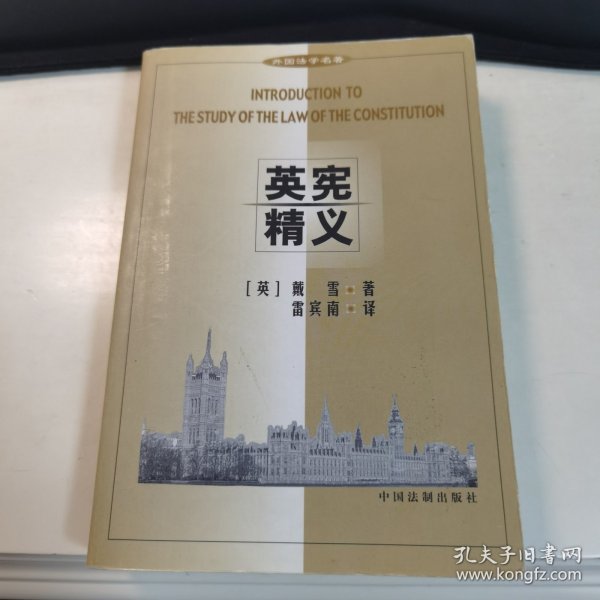 外国法学名著
INTRODUCTION TO
THE STUDY OF THE LAW OF THE CONSTITUTION
英宪
精义
[英] 戴 雪 著
雷宾南 译
中国法制出版社
孔夫子旧书网
www.kongfz.com